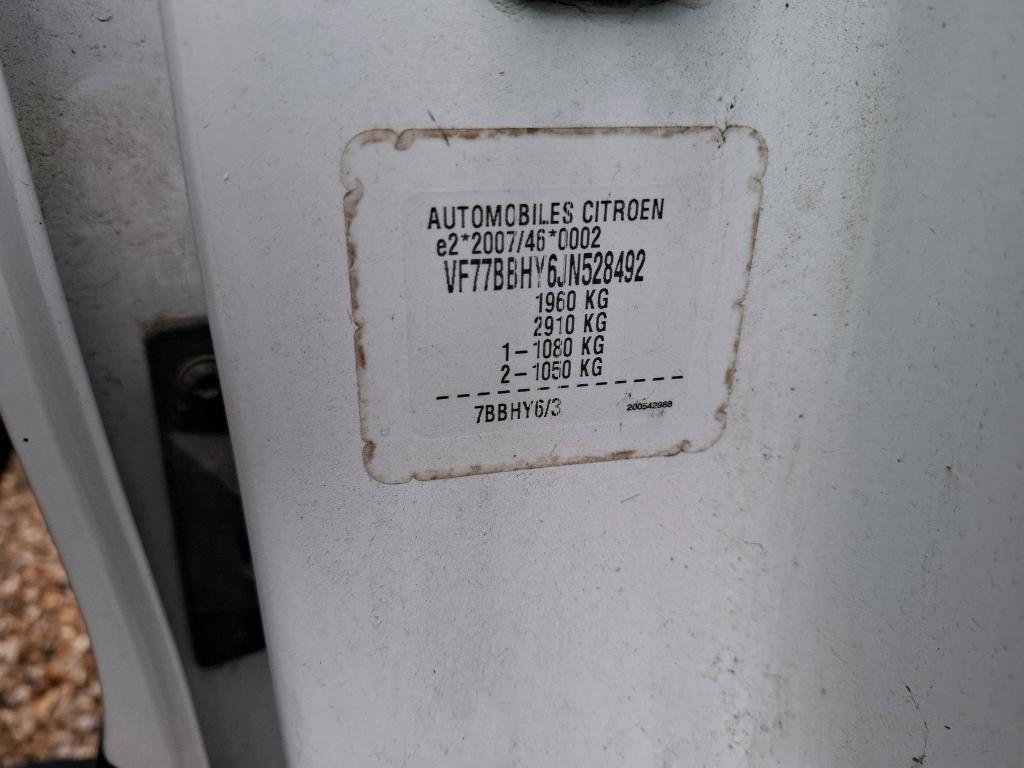 AUTOMOBILES CITROEN
e2*2007/46*0002
VF77BBHY6JN528492
1960 KG
2910 KG
1-1080 KG
2-1050 KG
7BBHY6/3 200542988